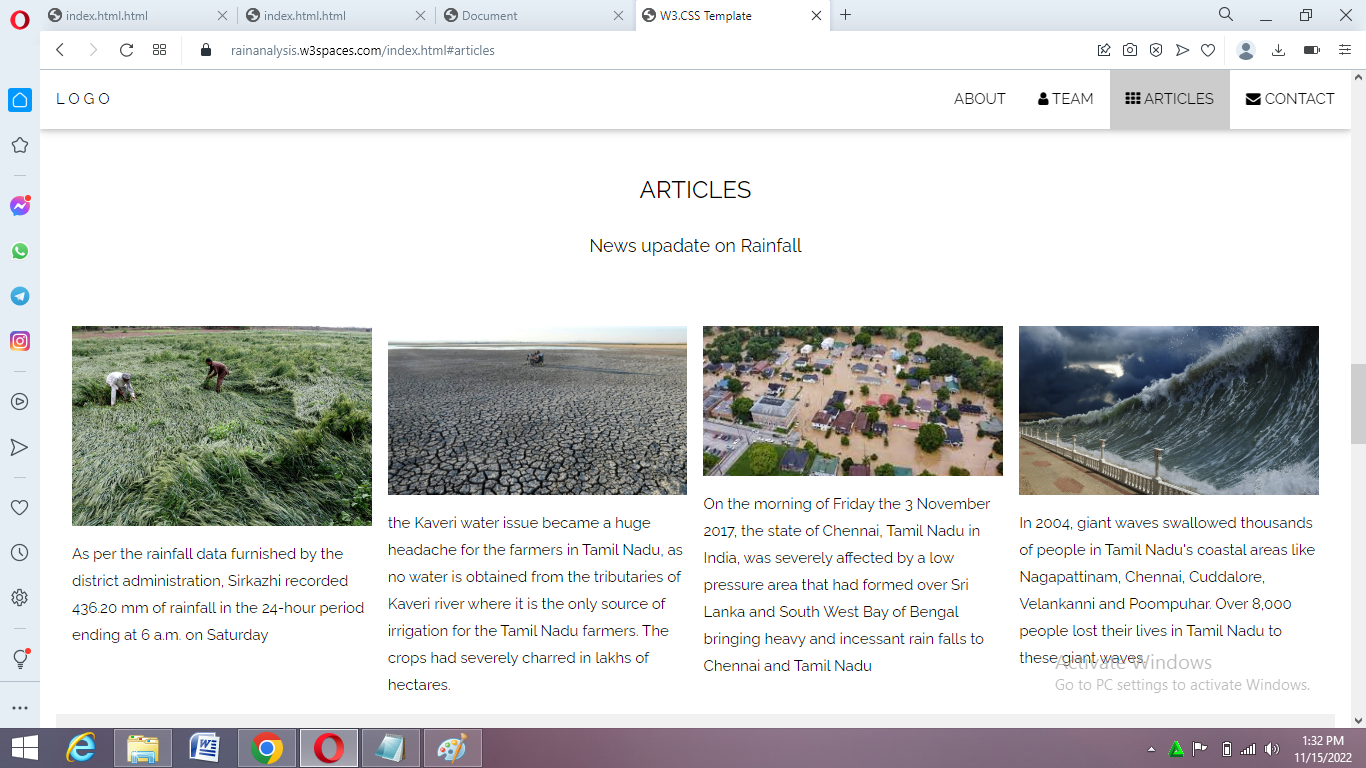 index.html.html
index.html.html
Document
W3.CSS Template
rainanalysis.w3spaces.com/index.html#articles
LOGO
ABOUT
TEAM
ARTICLES
CONTACT
ARTICLES
News upadate on Rainfall
As per the rainfall data furnished by the
district administration, Sirkazhi recorded
436.20 mm of rainfall in the 24-hour period
ending at 6 a.m. on Saturday
the Kaveri water issue became a huge
headache for the farmers in Tamil Nadu, as
no water is obtained from the tributaries of
Kaveri river where it is the only source of
irrigation for the Tamil Nadu farmers. The
crops had severely charred in lakhs of
hectares.
On the morning of Friday the 3 November
2017, the state of Chennai, Tamil Nadu in
India, was severely affected by a low
pressure area that had formed over Sri
Lanka and South West Bay of Bengal
bringing heavy and incessant rain falls to
Chennai and Tamil Nadu
In 2004, giant waves swallowed thousands
of people in Tamil Nadu's coastal areas like
Nagapattinam, Chennai, Cuddalore,
Velankanni and Poompuhar. Over 8,000
people lost their lives in Tamil Nadu to
these giant waves.
Activate Windows
Go to PC settings to activate Windows.
1:32 PM
11/15/2022